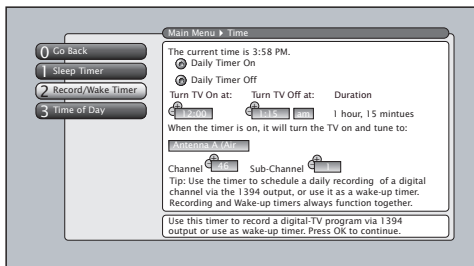 Main Menu ▶ Time
0 Go Back
1 Sleep Timer
2 Record/Wake Timer
3 Time of Day
The current time is 3:58 PM.
Daily Timer On
Daily Timer Off
Turn TV On at: Turn TV Off at: Duration
12:00 1:15 am 1 hour, 15 mintues
When the timer is on, it will turn the TV on and tune to:
Antenna A (Air
Channel 46 Sub-Channel 1
Tip: Use the timer to schedule a daily recording of a digital
channel via the 1394 output, or use it as a wake-up timer.
Recording and Wake-up timers always function together.
Use this timer to record a digital-TV program via 1394
output or use as wake-up timer. Press OK to continue.